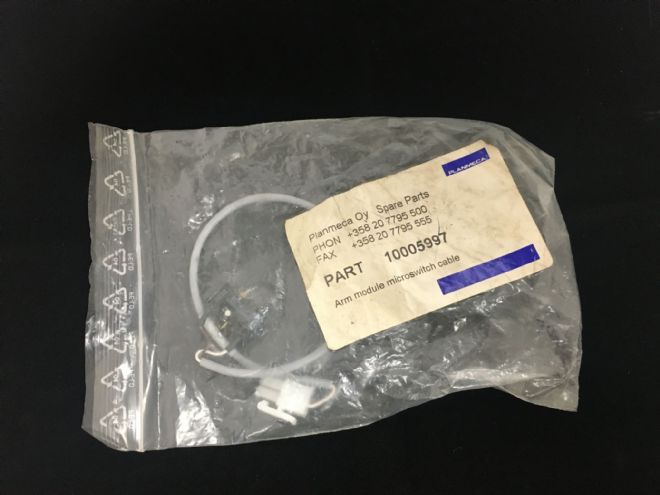 PLANMECA
Planmeca Oy Spare Parts
PHON +358 20 7795 500
FAX +358 20 7795 555
PART 10005997
Arm module microswitch cable